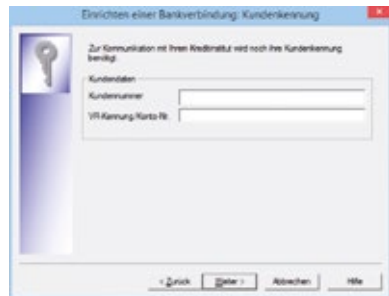 Einrichten einer Bankverbindung: Kundenkennung
Zur Kommunikation mit Ihrem Kreditinstitut wird noch Ihre Kundenkennung
benötigt.
Kundendaten
Kundennummer
VR-Kennung/Konto-Nr.
< Zurück
Weiter >
Abbrechen
Hilfe